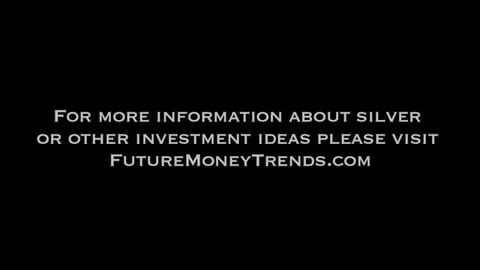 For more information about silver
or other investment ideas please visit
FutureMoneyTrends.com